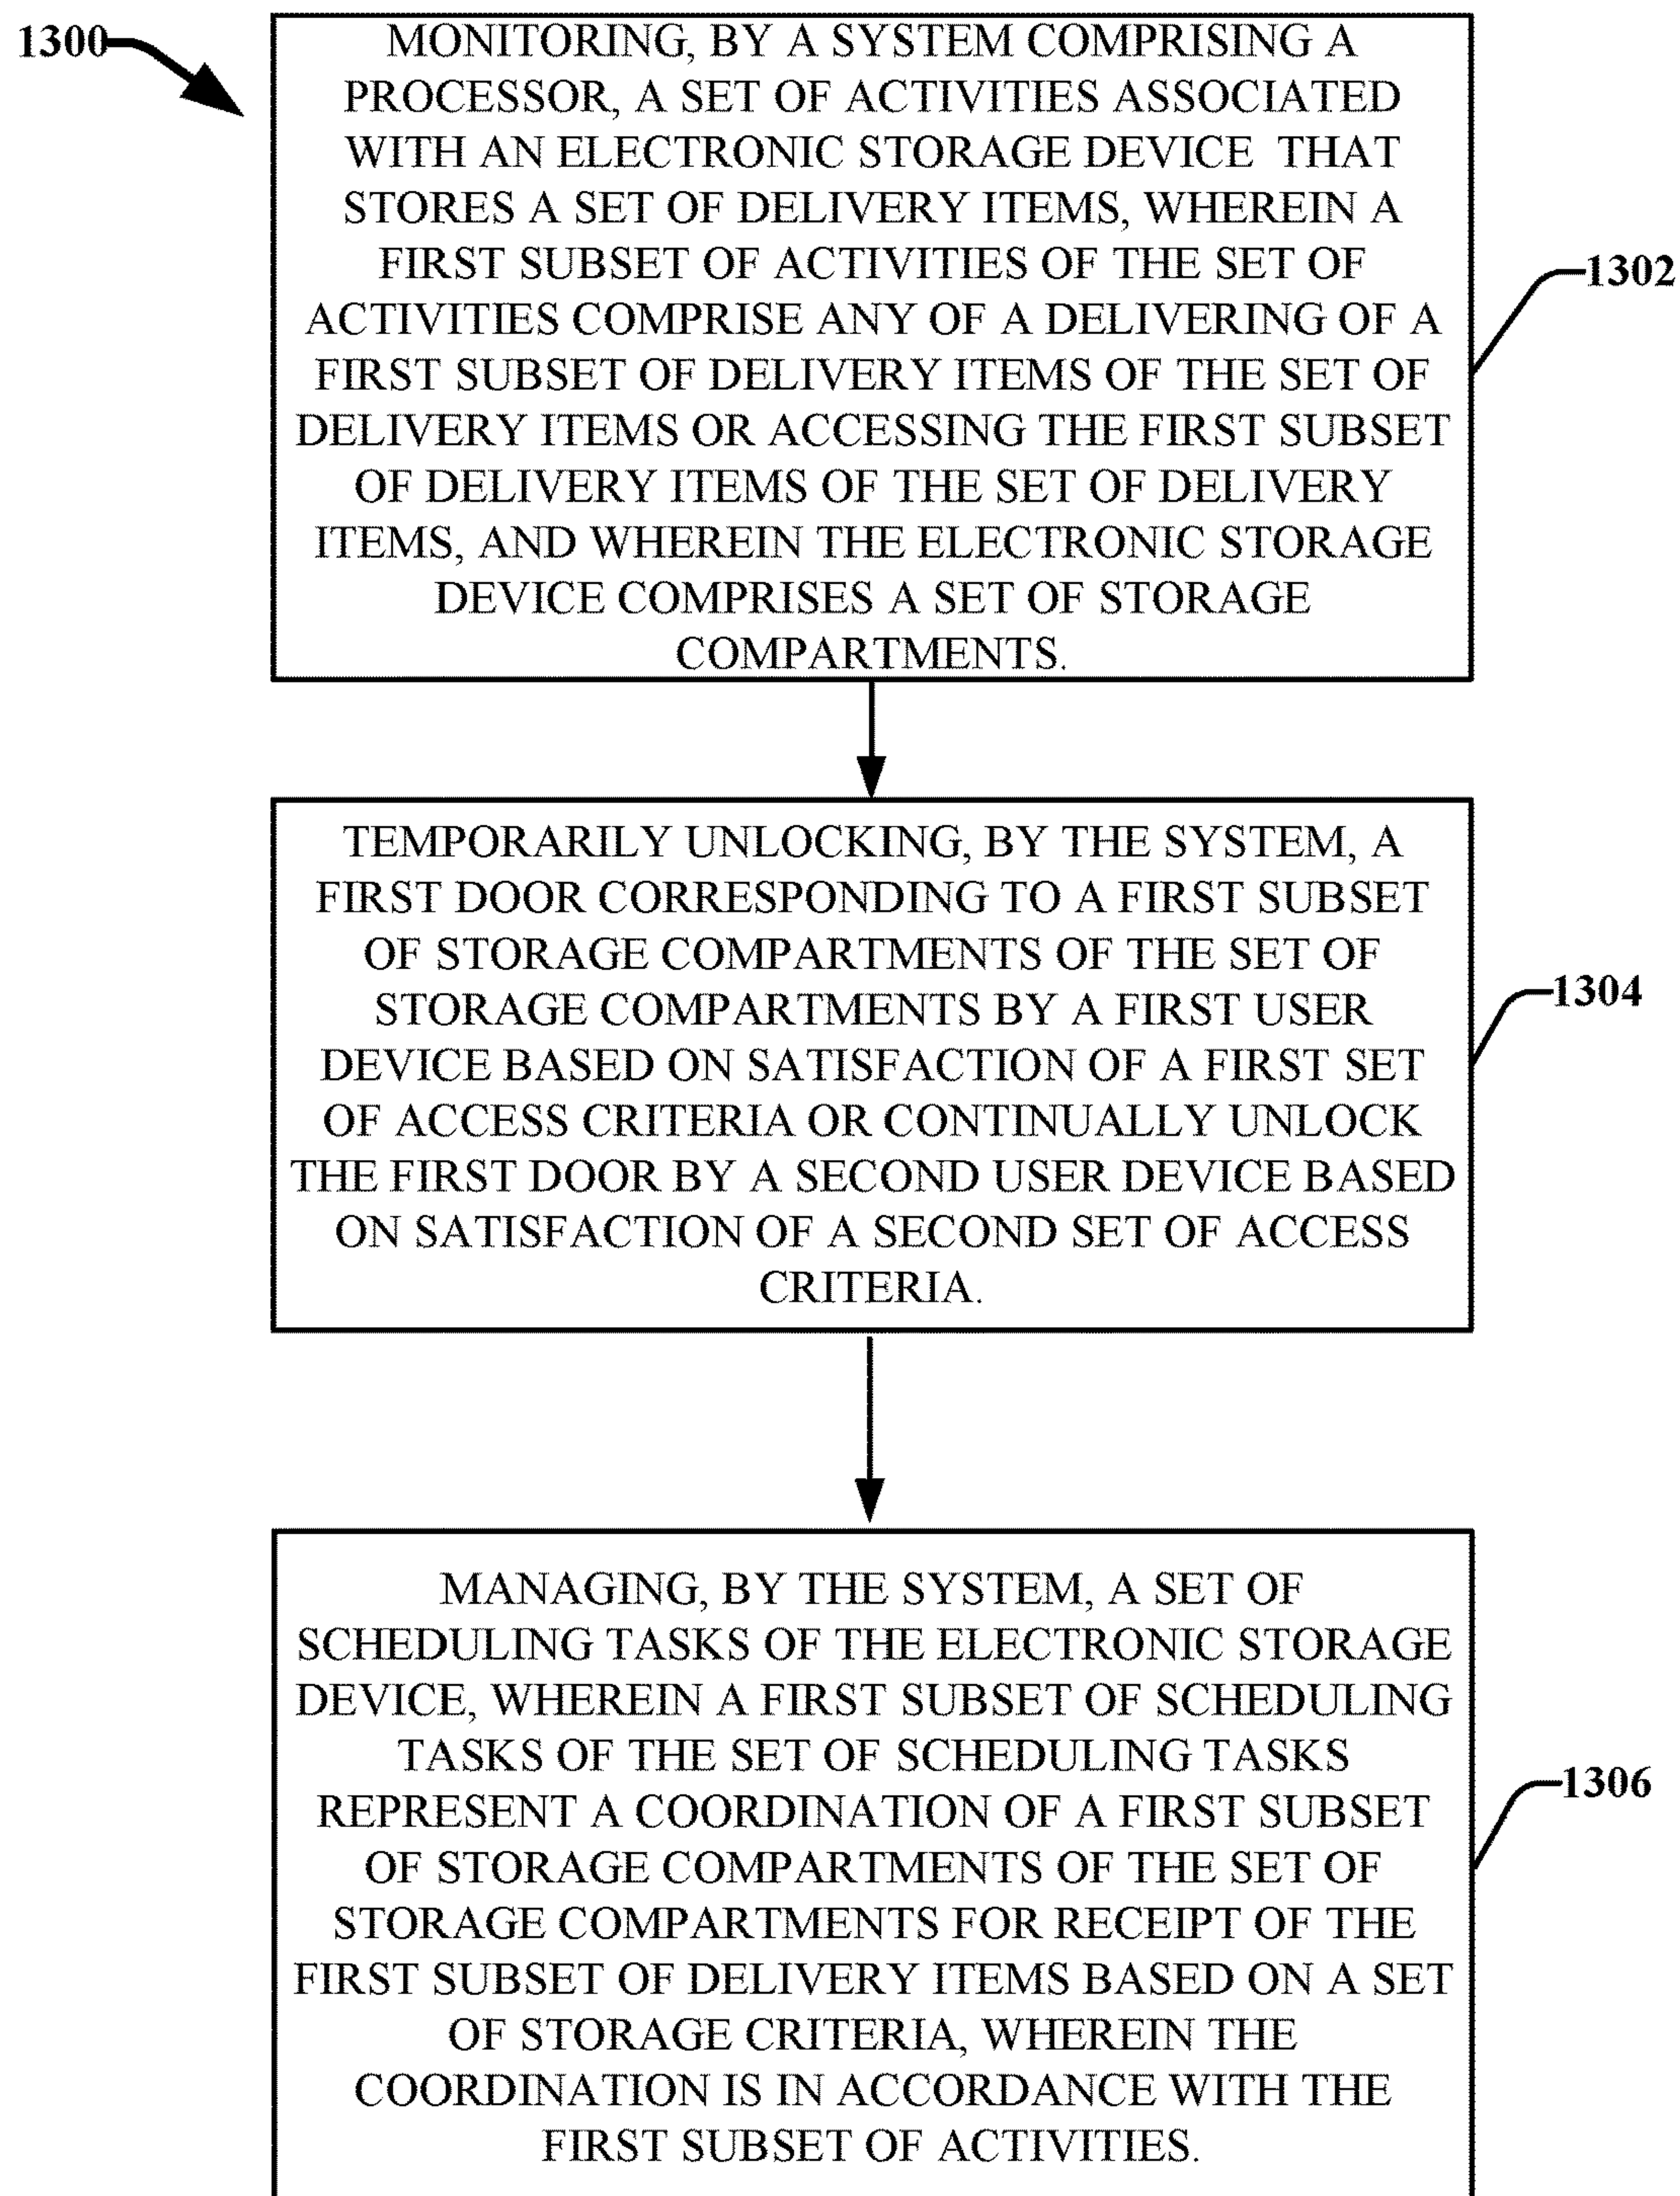 1300
MONITORING, BY A SYSTEM COMPRISING A
PROCESSOR, A SET OF ACTIVITIES ASSOCIATED
WITH AN ELECTRONIC STORAGE DEVICE THAT
STORES A SET OF DELIVERY ITEMS, WHEREIN A
FIRST SUBSET OF ACTIVITIES OF THE SET OF
ACTIVITIES COMPRISE ANY OF A DELIVERING OF A
FIRST SUBSET OF DELIVERY ITEMS OF THE SET OF
DELIVERY ITEMS OR ACCESSING THE FIRST SUBSET
OF DELIVERY ITEMS OF THE SET OF DELIVERY
ITEMS, AND WHEREIN THE ELECTRONIC STORAGE
DEVICE COMPRISES A SET OF STORAGE
COMPARTMENTS.
1302
TEMPORARILY UNLOCKING, BY THE SYSTEM, A
FIRST DOOR CORRESPONDING TO A FIRST SUBSET
OF STORAGE COMPARTMENTS OF THE SET OF
STORAGE COMPARTMENTS BY A FIRST USER
DEVICE BASED ON SATISFACTION OF A FIRST SET
OF ACCESS CRITERIA OR CONTINUALLY UNLOCK
THE FIRST DOOR BY A SECOND USER DEVICE BASED
ON SATISFACTION OF A SECOND SET OF ACCESS
CRITERIA.
1304
MANAGING, BY THE SYSTEM, A SET OF
SCHEDULING TASKS OF THE ELECTRONIC STORAGE
DEVICE, WHEREIN A FIRST SUBSET OF SCHEDULING
TASKS OF THE SET OF SCHEDULING TASKS
REPRESENT A COORDINATION OF A FIRST SUBSET
OF STORAGE COMPARTMENTS OF THE SET OF
STORAGE COMPARTMENTS FOR RECEIPT OF THE
FIRST SUBSET OF DELIVERY ITEMS BASED ON A SET
OF STORAGE CRITERIA, WHEREIN THE
COORDINATION IS IN ACCORDANCE WITH THE
FIRST SUBSET OF ACTIVITIES.
1306